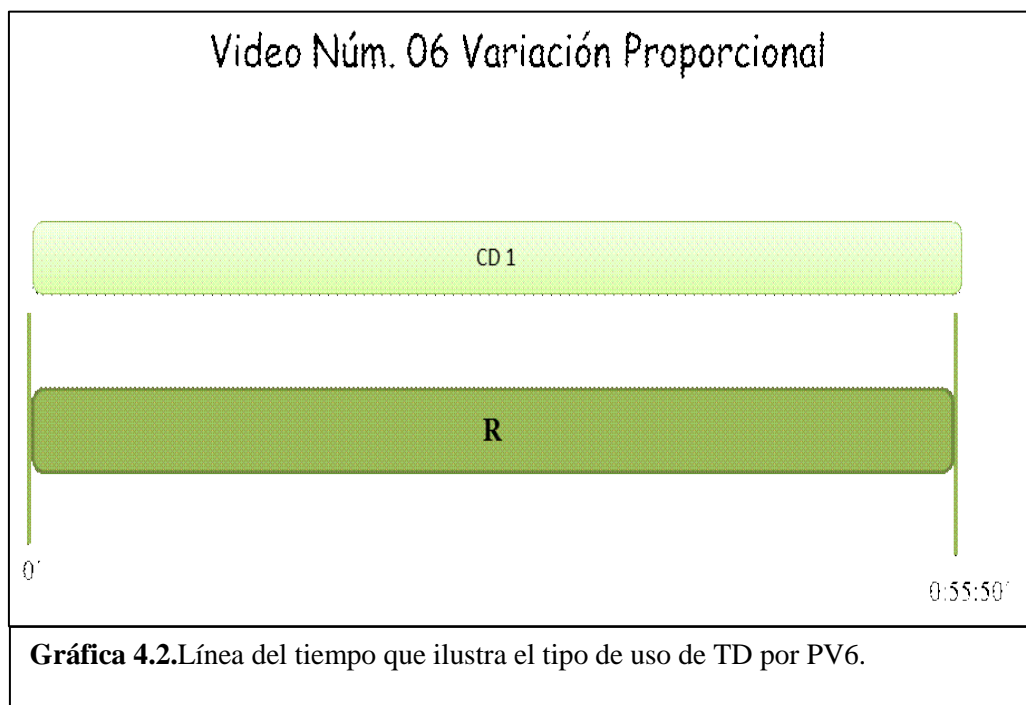 Video Núm. 06 Variación Proporcional
CD 1
R
0´
0:55:50´
Gráfica 4.2.Línea del tiempo que ilustra el tipo de uso de TD por PV6.